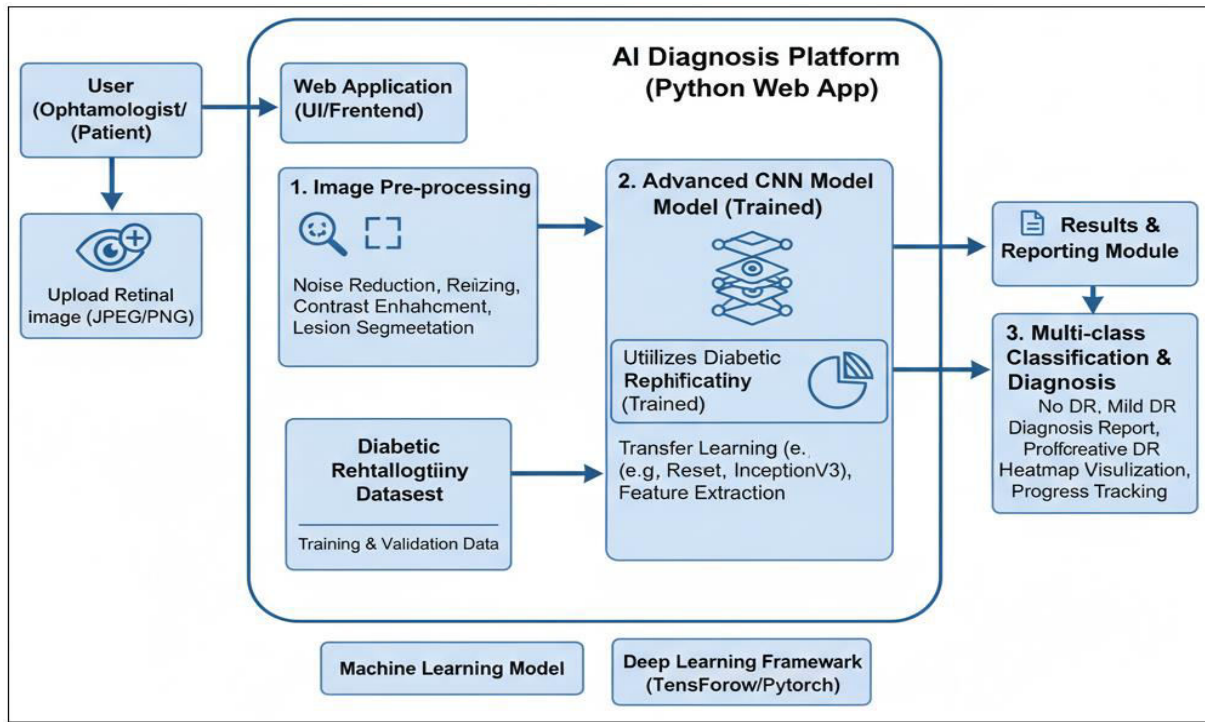 AI Diagnosis Platform
(Python Web App)
User
(Ophtamologist/
(Patient)
Web Application
(UI/Frentend)
Upload Retinal
image (JPEG/PNG)
1. Image Pre-processing
Noise Reduction, Reiizing,
Contrast Enhahcment,
Lesion Segmeetation
2. Advanced CNN Model
Model (Trained)
Utiilizes Diabetic
Rephificatiņy
(Trained)
Transfer Learning (e.
(e.g, Reset, InceptionV3),
Feature Extraction
Diabetic
Rehtallogtiiny
Datasest
Training & Validation Data
Results &
Reporting Module
3. Multi-class
Classification &
Diagnosis
No DR, Mild DR
Diagnosis Report,
Proffcreative DR
Heatmap Visulization,
Progress Tracking
Machine Learning Model
Deep Learning Framewark
(TensForow/Pytorch)